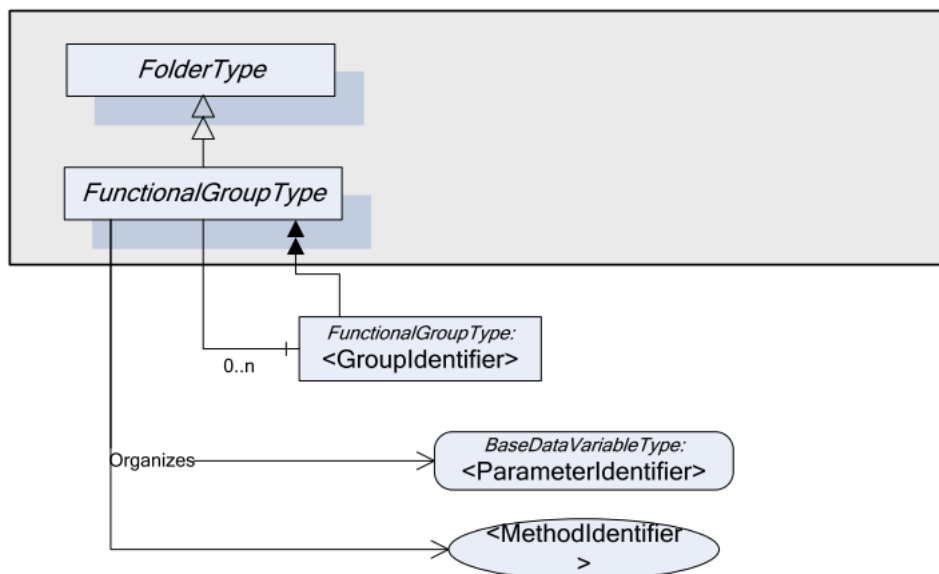 FolderType
FunctionalGroupType
FunctionalGroupType:
<GroupIdentifier>
0..n
BaseDataVariableType:
Organizes
<ParameterIdentifier>
<MethodIdentifier
>